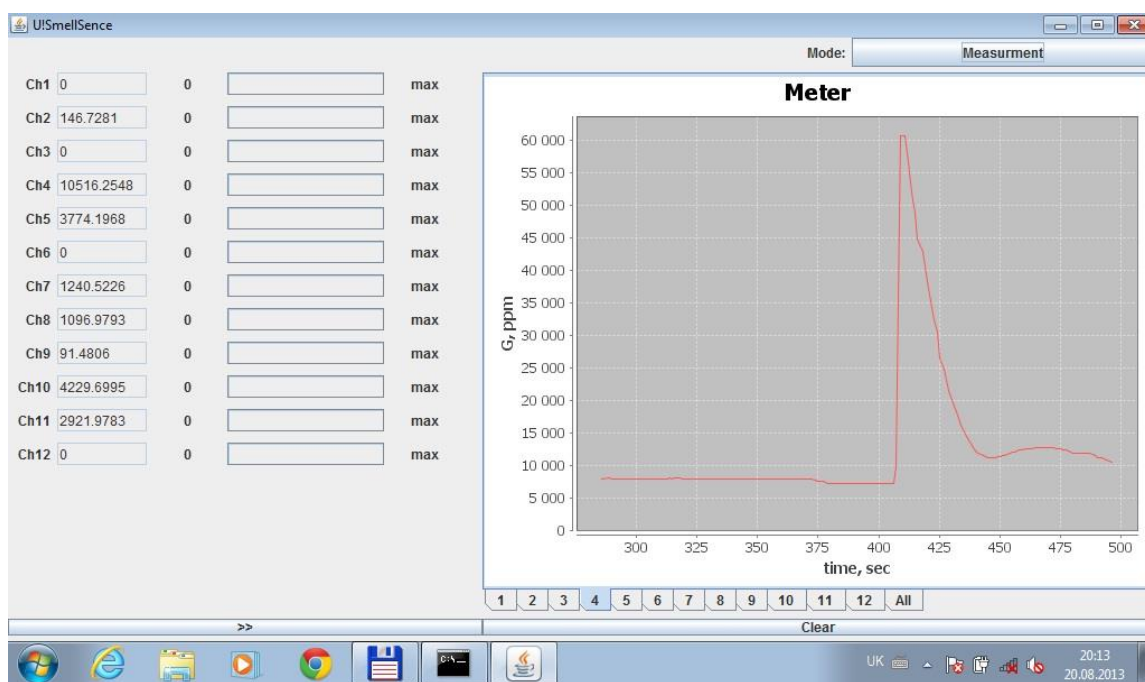 U!SmellSence
Mode: Measurment
Ch1 0 0 max
Ch2 146.7281 0 max
Ch3 0 0 max
Ch4 10516.2548 0 max
Ch5 3774.1968 0 max
Ch6 0 0 max
Ch7 1240.5226 0 max
Ch8 1096.9793 0 max
Ch9 91.4806 0 max
Ch10 4229.6995 0 max
Ch11 2921.9783 0 max
Ch12 0 0 max
Meter
G, ppm
60 000
55 000
50 000
45 000
40 000
35 000
30 000
25 000
20 000
15 000
10 000
5 000
0
300 325 350 375 400 425 450 475 500
time, sec
1 2 3 4 5 6 7 8 9 10 11 12 All
>> Clear
C:\_
UK 20:13
20.08.2013